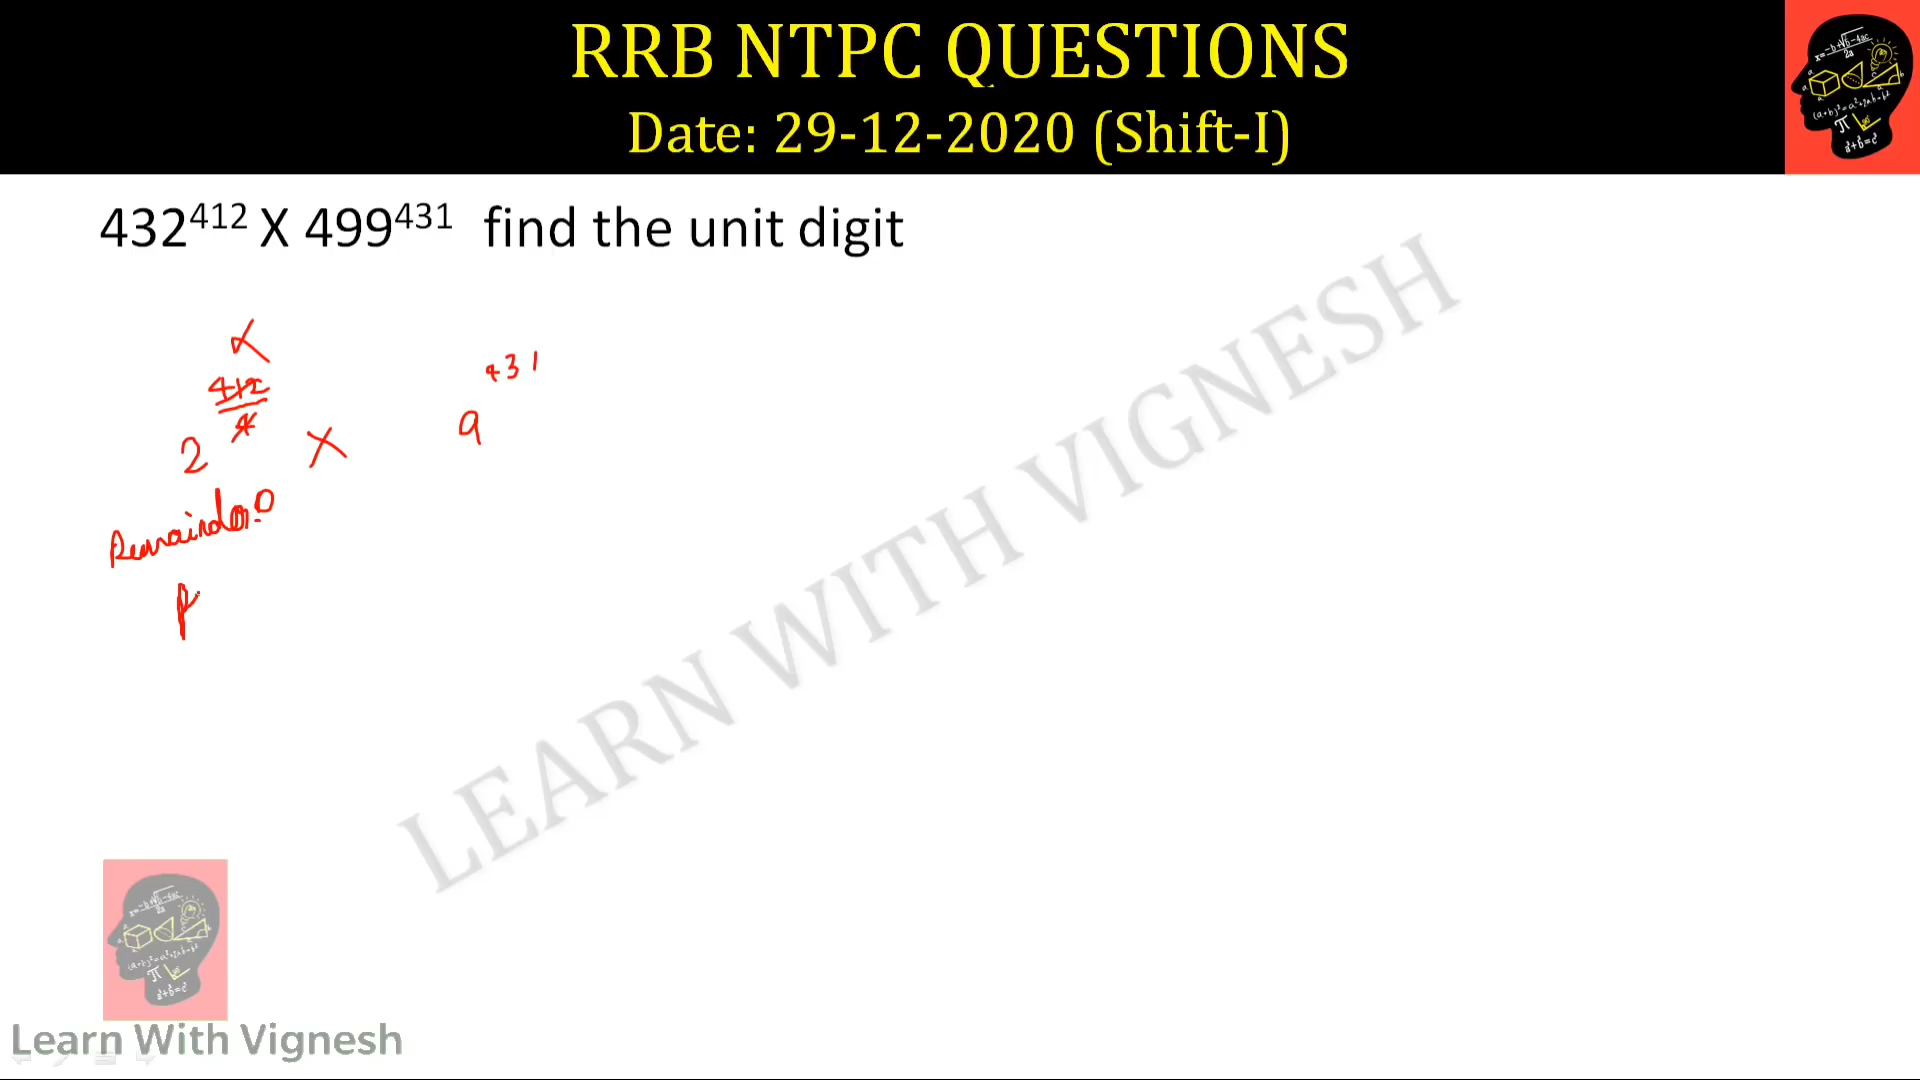 RRB NTPC QUESTIONS
Date: 29-12-2020 (Shift-I)
432⁴¹² X 499⁴³¹ find the unit digit
431
412
4
2 X 9
Remainder 0
LEARN WITH VIGNESH
Learn With Vignesh